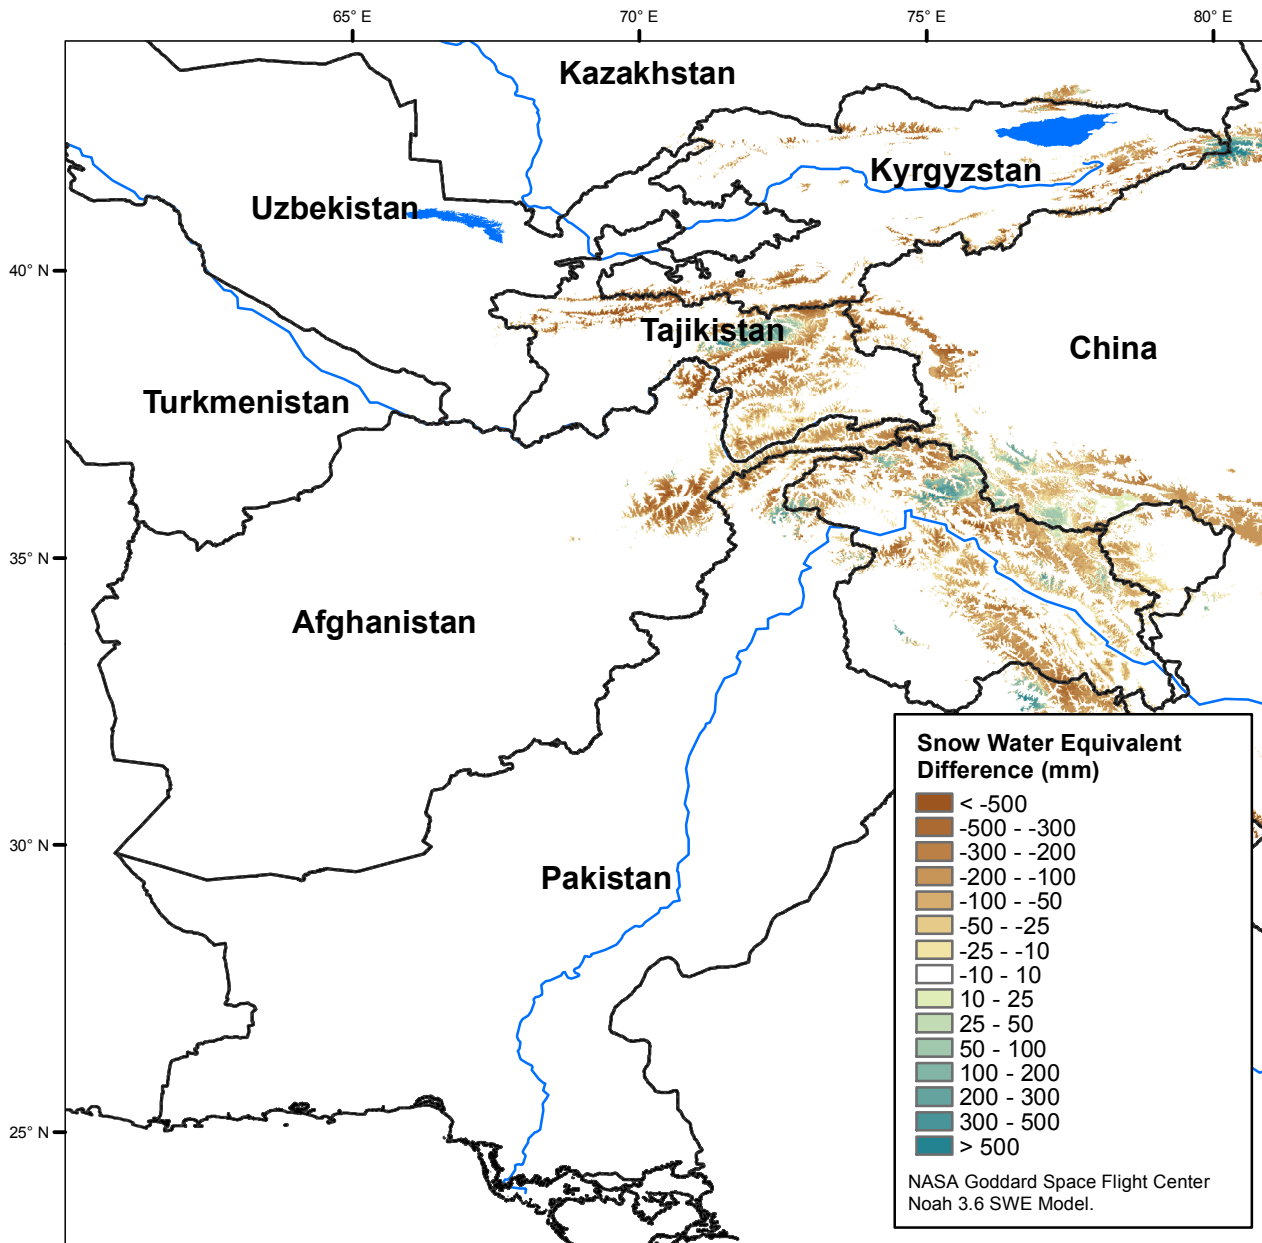 65° E
70° E
75° E
80° E
Kazakhstan
Kyrgyzstan
Uzbekistan
40° N
Tajikistan
China
Turkmenistan
35° N
Afghanistan
30° N
Pakistan
25° N
Snow Water Equivalent
Difference (mm)
< -500
-500 - -300
-300 - -200
-200 - -100
-100 - -50
-50 - -25
-25 - -10
-10 - 10
10 - 25
25 - 50
50 - 100
100 - 200
200 - 300
300 - 500
> 500
NASA Goddard Space Flight Center
Noah 3.6 SWE Model.